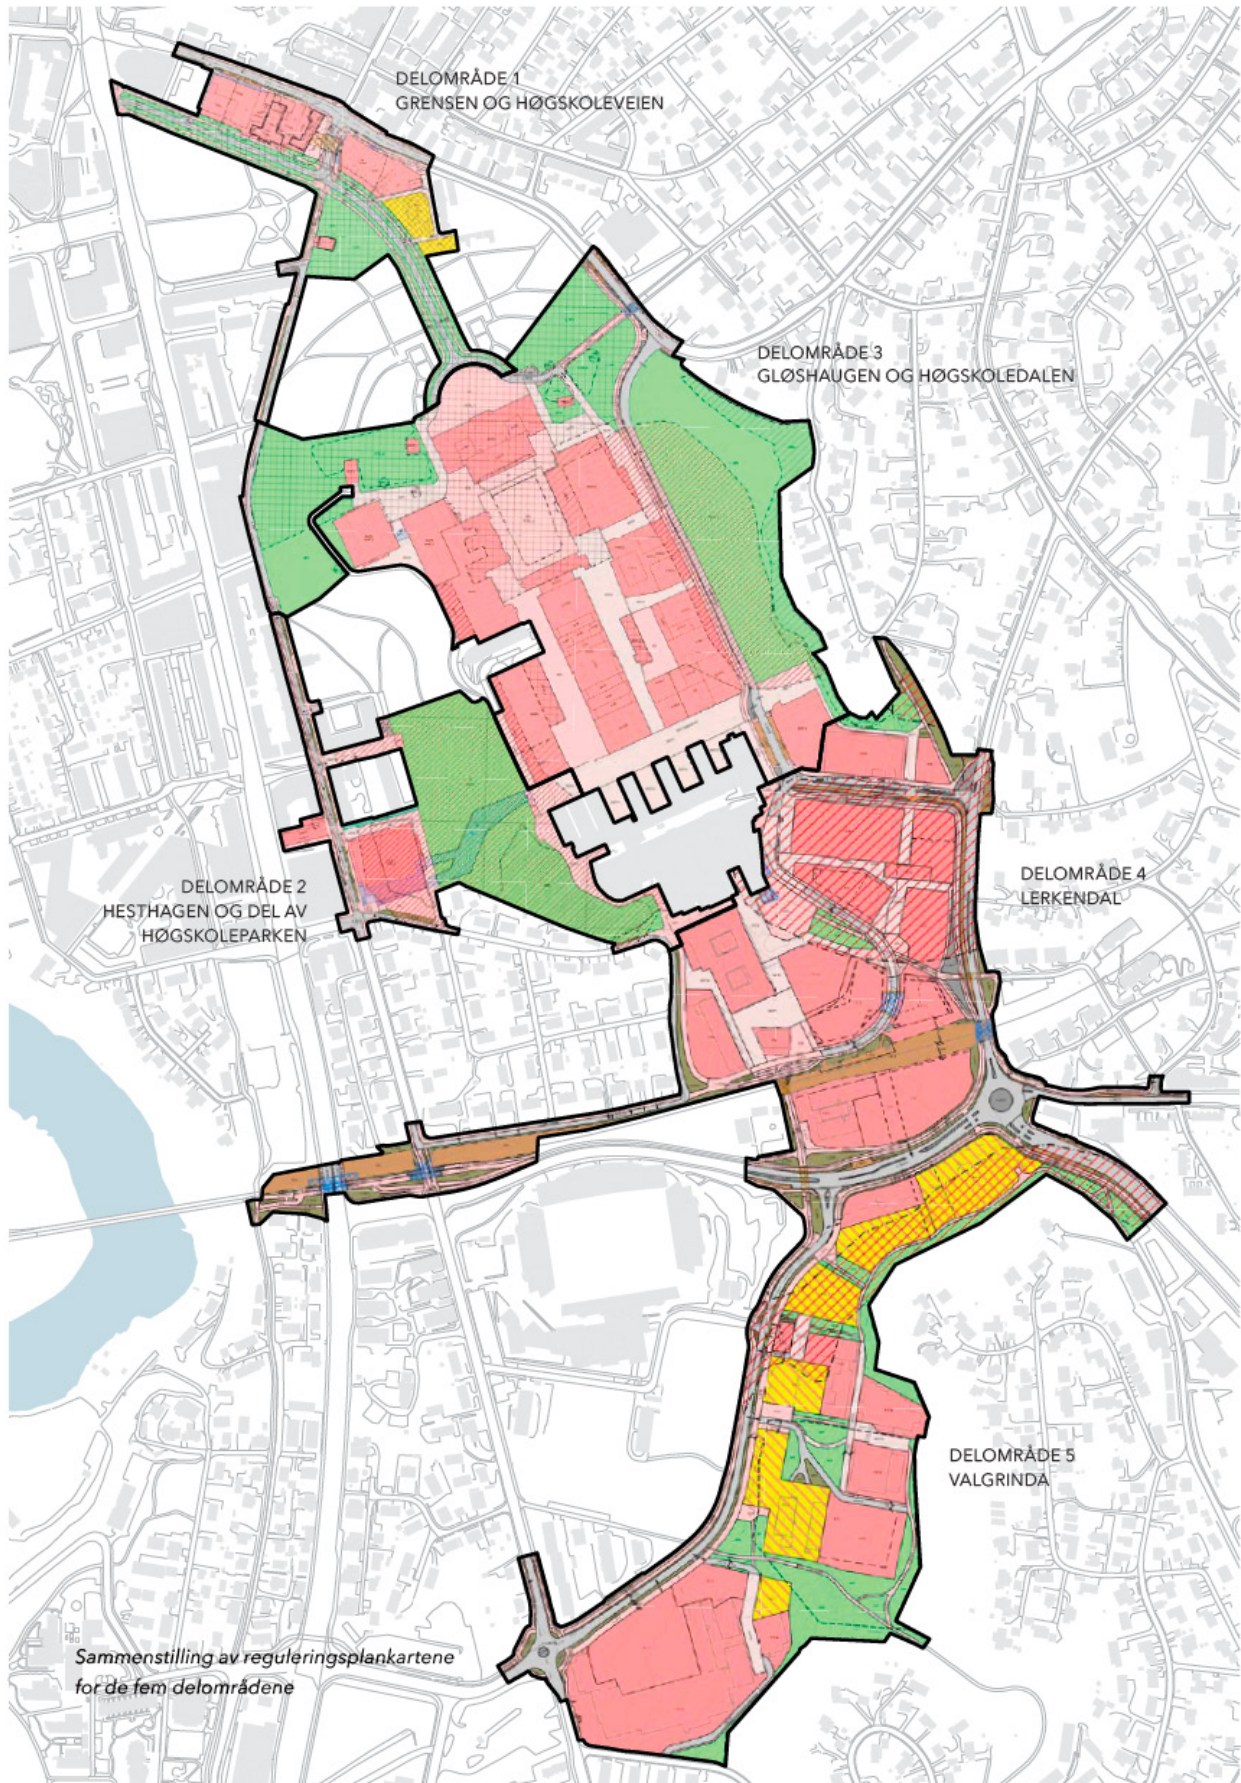 DELOMRÅDE 1
GRENSEN OG HØGSKOLEVEIEN
DELOMRÅDE 3
GLØSHAUGEN OG HØGSKOLEDALEN
DELOMRÅDE 2
HESTHAGEN OG DEL AV
HØGSKOLEPARKEN
DELOMRÅDE 4
LERKENDAL
DELOMRÅDE 5
VALGRINDA
Sammenstilling av reguleringsplankartene
for de fem delområdene